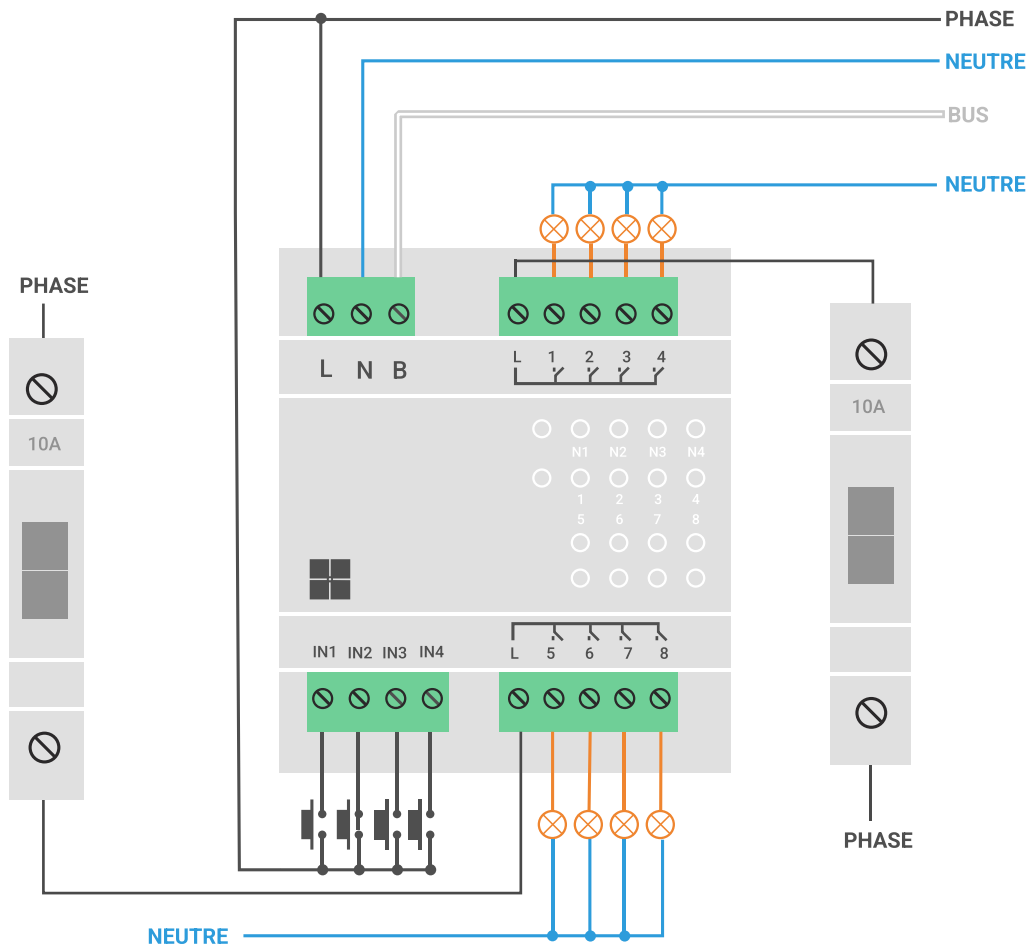 PHASE
NEUTRE
BUS
NEUTRE
PHASE
L N B
L 1 2 3 4
10A
10A
N1 N2 N3 N4
1 2 3 4
5 6 7 8
IN1 IN2 IN3 IN4
L 5 6 7 8
PHASE
NEUTRE